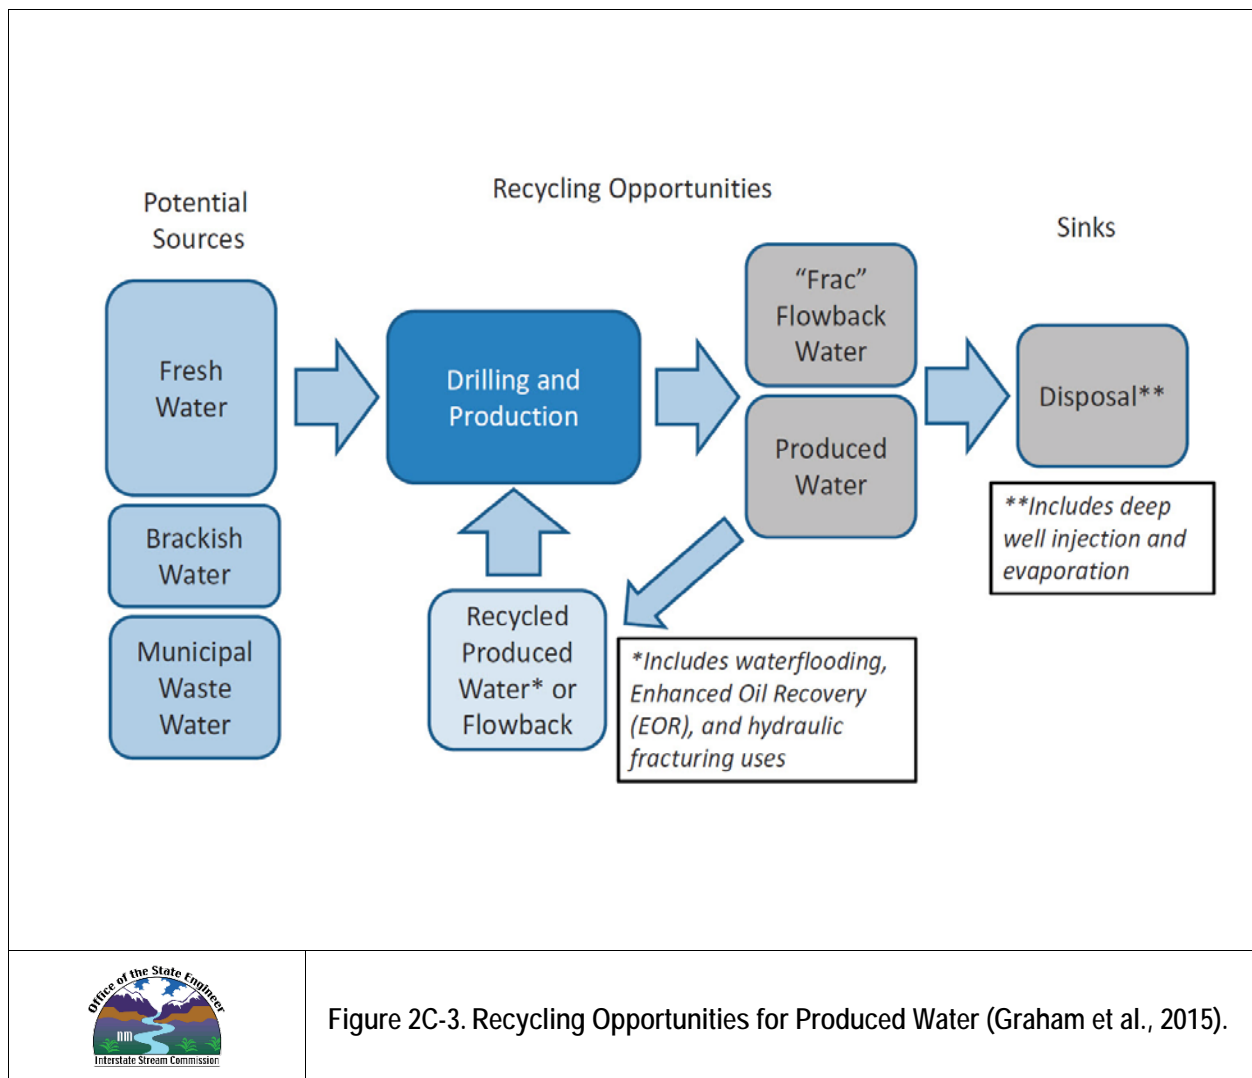 Potential
Sources
Recycling Opportunities
Sinks
Fresh
Water
Brackish
Water
Municipal
Waste
Water
Drilling and
Production
“Frac”
Flowback
Water
Produced
Water
Disposal**
**Includes deep
well injection and
evaporation
Recycled
Produced
Water* or
Flowback
*Includes waterflooding,
Enhanced Oil Recovery
(EOR), and hydraulic
fracturing uses
Office of the State Engineer
nm
Interstate Stream Commission
Figure 2C-3. Recycling Opportunities for Produced Water (Graham et al., 2015).